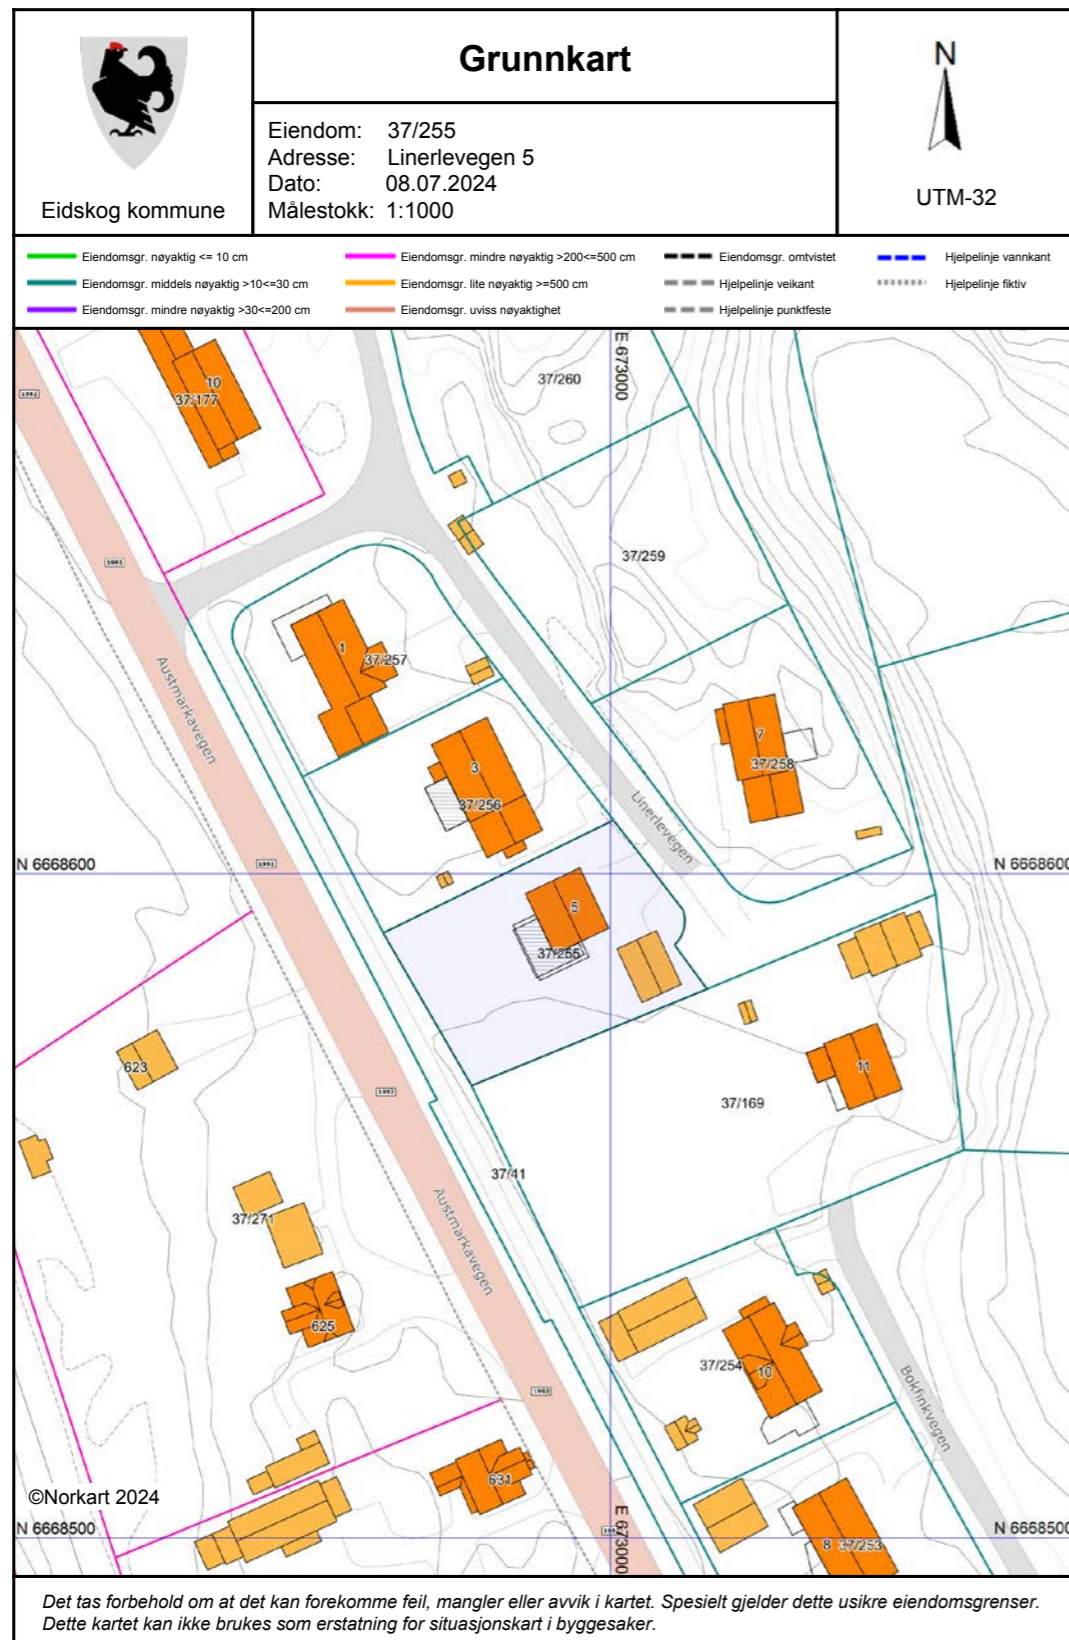 Grunnkart
Eidskog kommune
Eiendom: 37/255
Adresse: Linerlevegen 5
Dato: 08.07.2024
Målestokk: 1:1000
N
UTM-32
Eiendomsgr. nøyaktig <= 10 cm
Eiendomsgr. middels nøyaktig >10<=30 cm
Eiendomsgr. mindre nøyaktig >30<=200 cm
Eiendomsgr. mindre nøyaktig >200<=500 cm
Eiendomsgr. lite nøyaktig >=500 cm
Eiendomsgr. uviss nøyaktighet
Eiendomsgr. omtvistet
Hjelpelinje veikant
Hjelpelinje punktfeste
Hjelpelinje vannkant
Hjelpelinje fiktiv
E 673000
37/260
10
37/177
1992
37/259
1992
1
37/257
Austmarkavegen
7
37/258
3
37/256
Linerlevegen
N 6668600
1992
N 6668600
5
37/255
623
11
1992
37/169
37/41
37/271
Austmarkavegen
625
37/254
10
1992
Bokfinkvegen
631
©Norkart 2024
N 6668500
E 673000
N 6668500
8
37/253
Det tas forbehold om at det kan forekomme feil, mangler eller avvik i kartet. Spesielt gjelder dette usikre eiendomsgrenser.
Dette kartet kan ikke brukes som erstatning for situasjonskart i byggesaker.